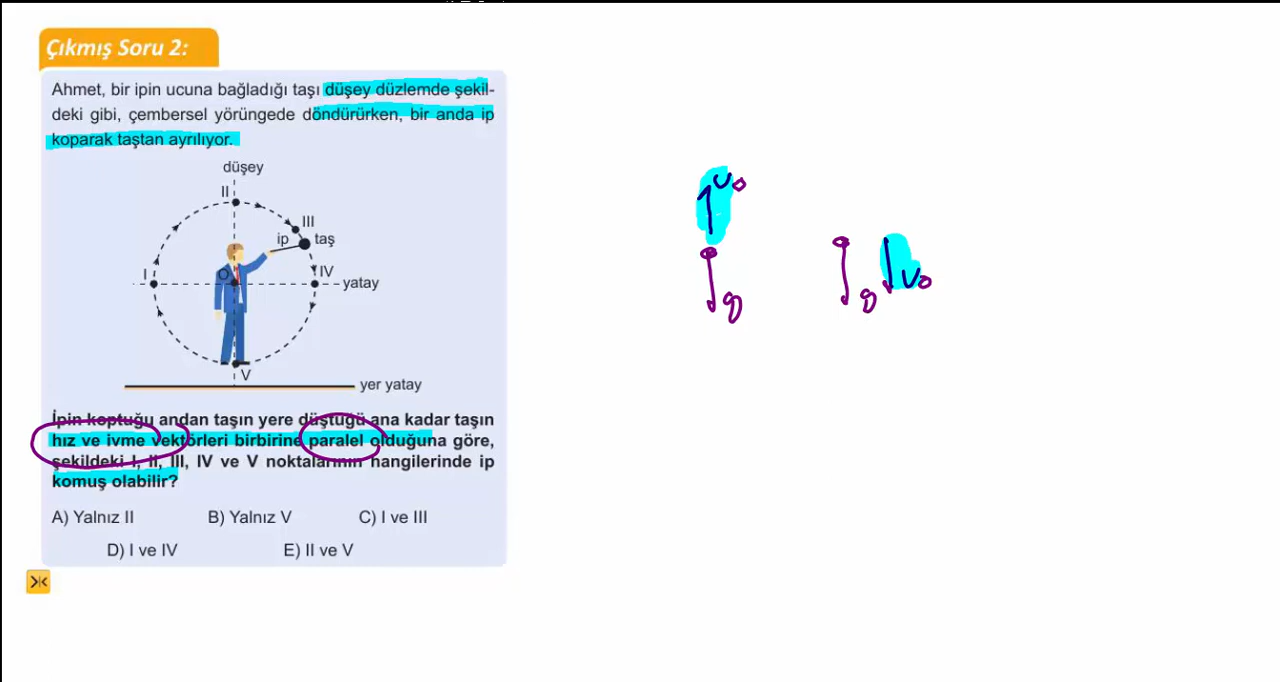 Çıkmış Soru 2:
Ahmet, bir ipin ucuna bağladığı taşı düşey düzlemde şekil-
deki gibi, çembersel yörüngede döndürürken, bir anda ip
koparak taştan ayrılıyor.
düşey
II
III
ip
taş
I
O
IV
yatay
V
yer yatay
İpin koptuğu andan taşın yere düştüğü ana kadar taşın
hız ve ivme vektörleri birbirine paralel olduğuna göre,
şekildeki I, II, III, IV ve V noktalarının hangilerinde ip
komuş olabilir?
A) Yalnız II
B) Yalnız V
C) I ve III
D) I ve IV
E) II ve V
υ₀
g
g
υ₀